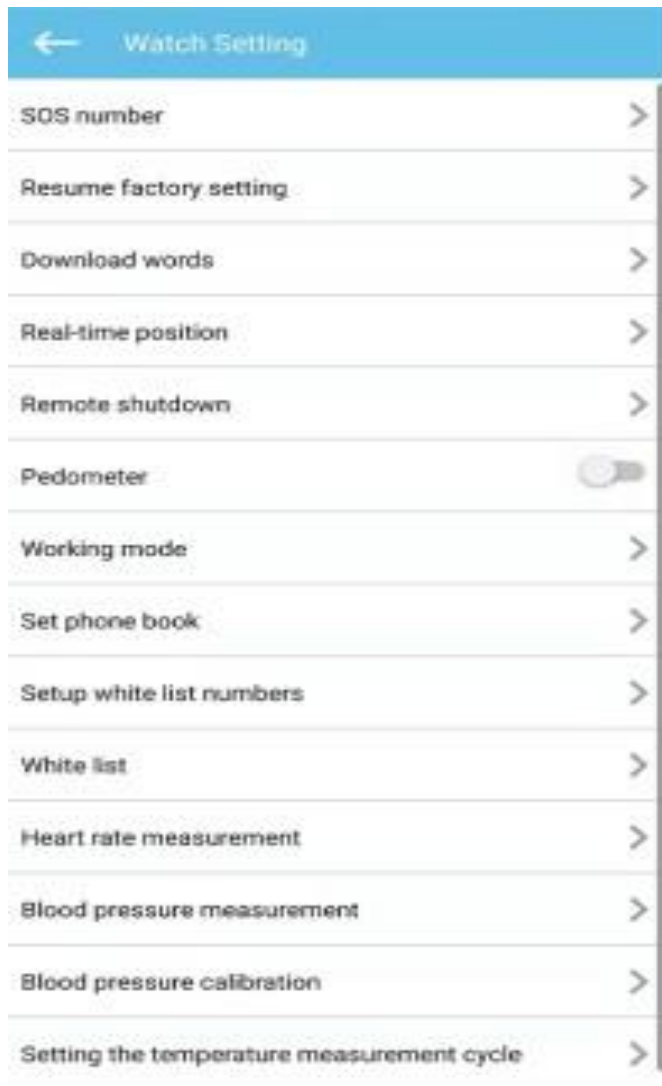 Watch Setting
SOS number
Resume factory setting
Download words
Real-time position
Remote shutdown
Pedometer
Working mode
Set phone book
Setup white list numbers
White list
Heart rate measurement
Blood pressure measurement
Blood pressure calibration
Setting the temperature measurement cycle